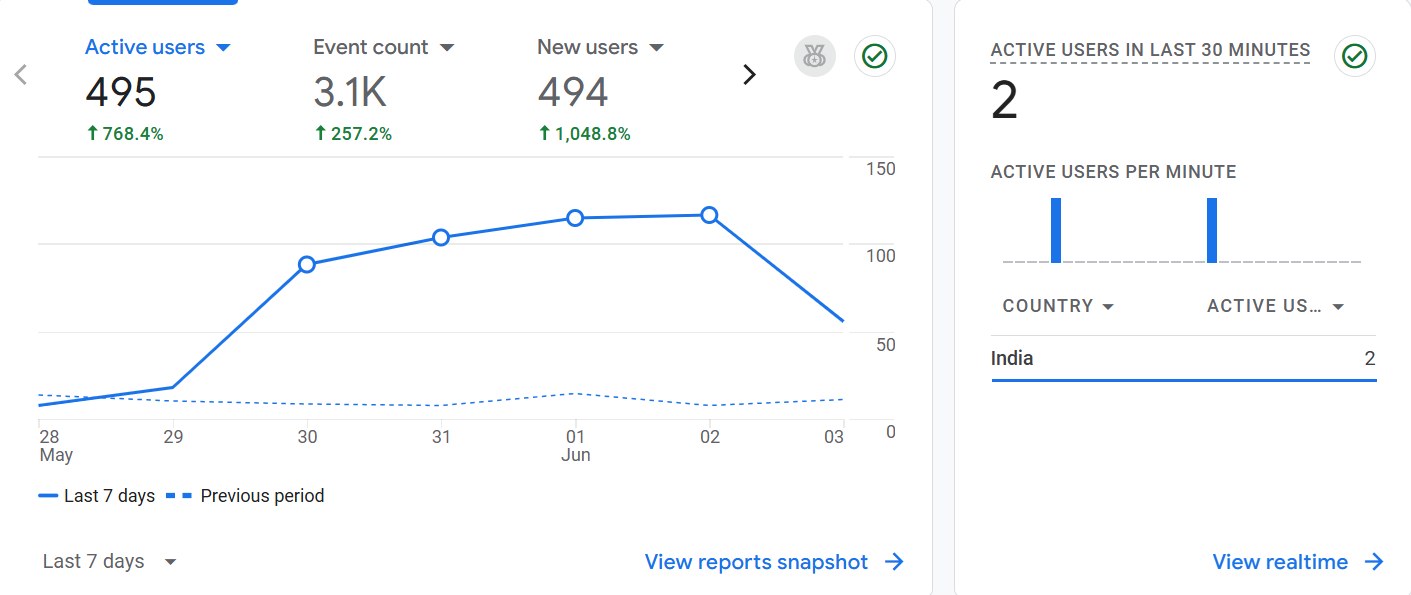 Active users Event count New users
495 3.1K 494
768.4% 257.2% 1,048.8%
150
100
50
0
28 29 30 31 01 02 03
May Jun
Last 7 days Previous period
Last 7 days View reports snapshot
ACTIVE USERS IN LAST 30 MINUTES
2
ACTIVE USERS PER MINUTE
COUNTRY ACTIVE US...
India 2
View realtime